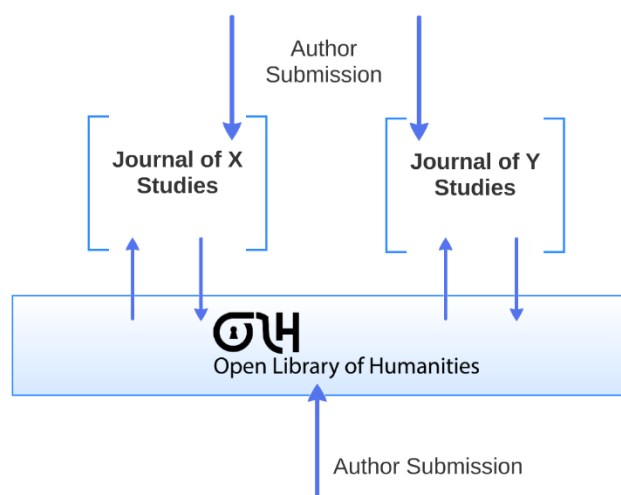 Author
Submission
Journal of X
Studies
Journal of Y
Studies
OLH
Open Library of Humanities
Author Submission